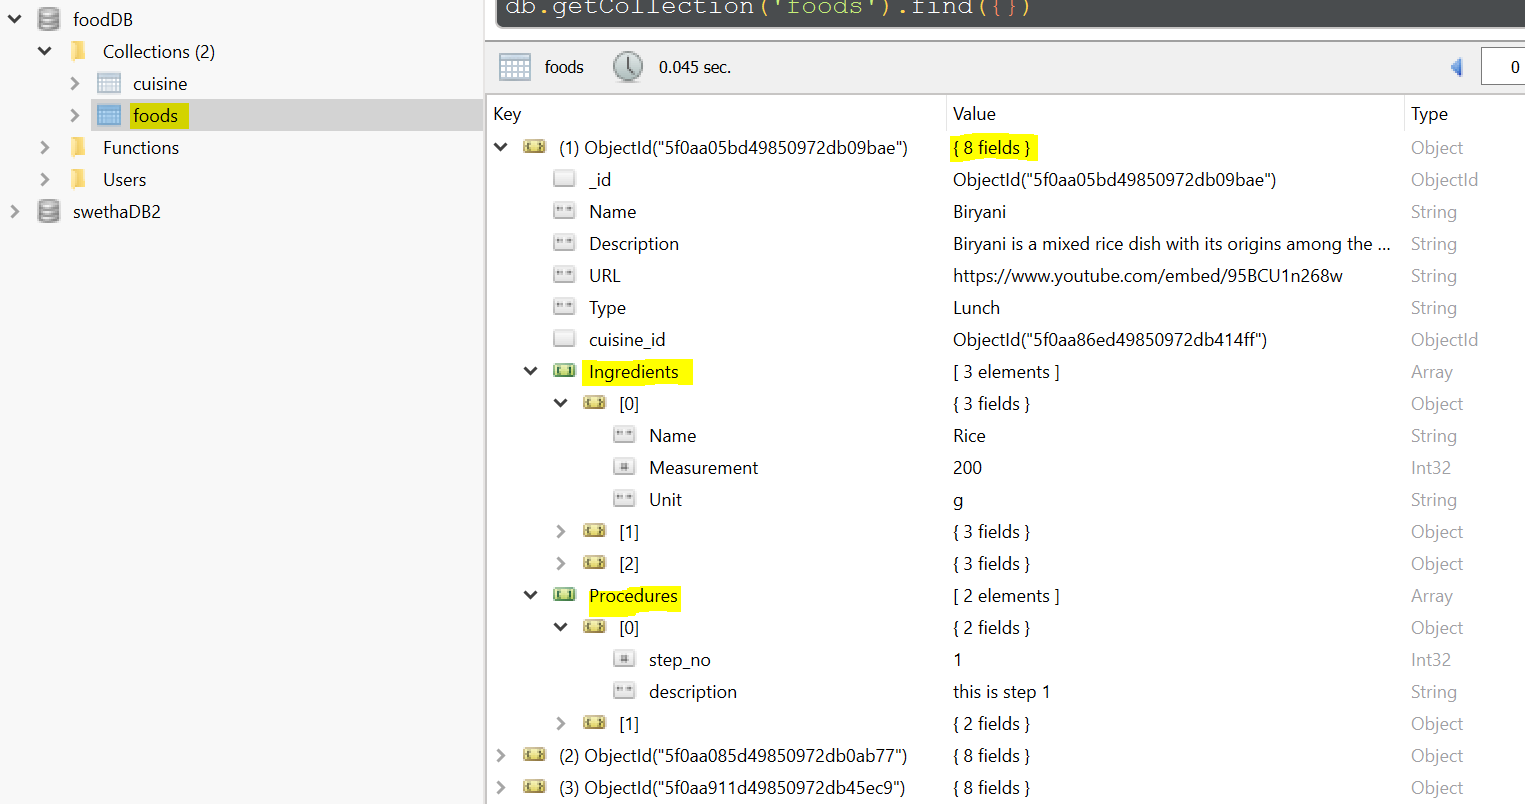 foodDB
Collections (2)
cuisine
foods
Functions
Users
swethaDB2
db.getCollection('foods').find({})
foods 0.045 sec. 0
Key Value Type
(1) ObjectId("5f0aa05bd49850972db09bae") { 8 fields } Object
_id ObjectId("5f0aa05bd49850972db09bae") ObjectId
Name Biryani String
Description Biryani is a mixed rice dish with its origins among the ... String
URL https://www.youtube.com/embed/95BCU1n268w String
Type Lunch String
cuisine_id ObjectId("5f0aa86ed49850972db414ff") ObjectId
Ingredients [ 3 elements ] Array
[0] { 3 fields } Object
Name Rice String
Measurement 200 Int32
Unit g String
[1] { 3 fields } Object
[2] { 3 fields } Object
Procedures [ 2 elements ] Array
[0] { 2 fields } Object
step_no 1 Int32
description this is step 1 String
[1] { 2 fields } Object
(2) ObjectId("5f0aa085d49850972db0ab77") { 8 fields } Object
(3) ObjectId("5f0aa911d49850972db45ec9") { 8 fields } Object